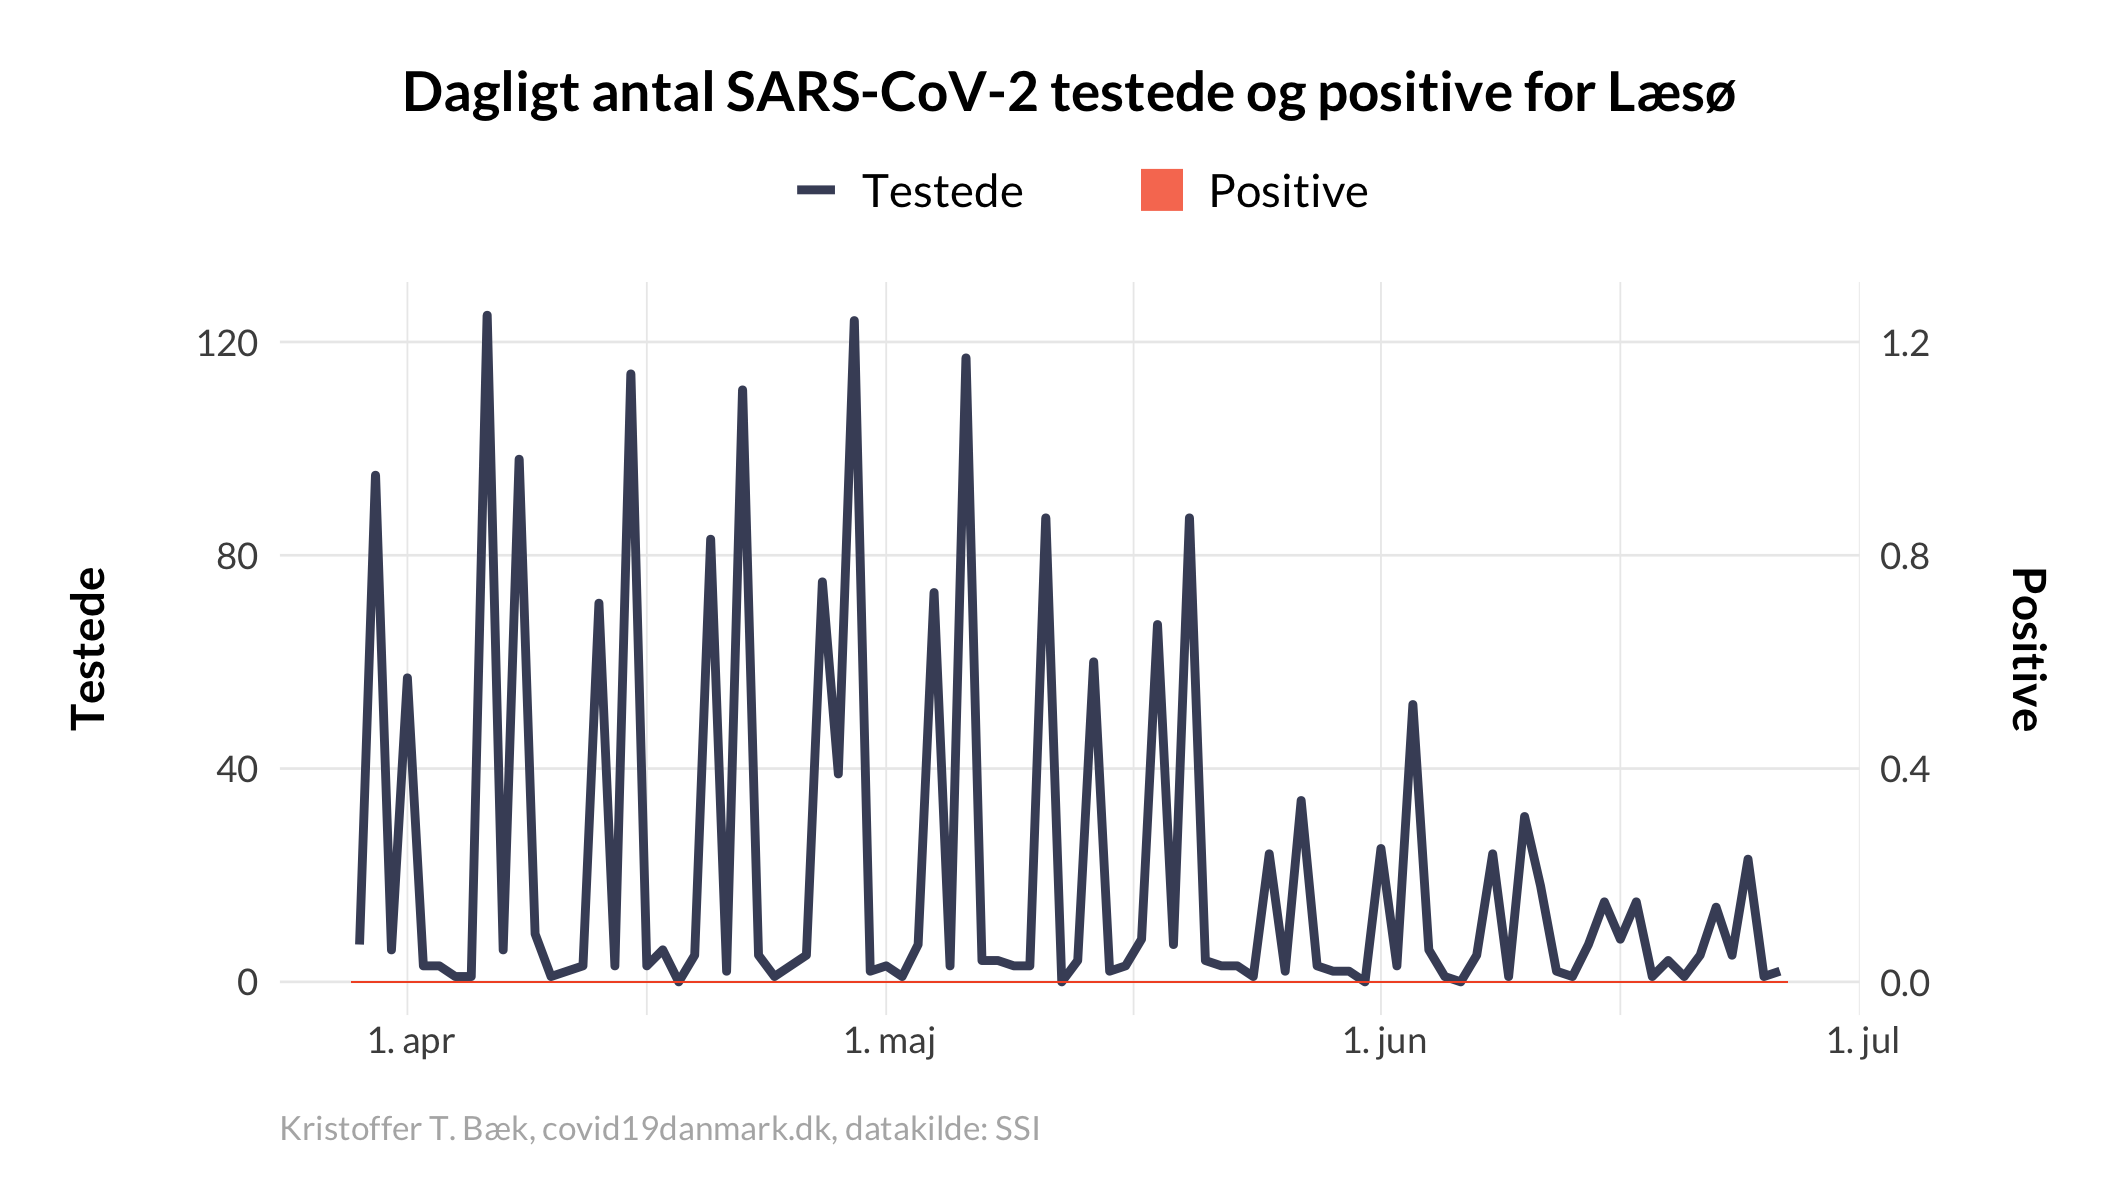 Dagligt antal SARS-CoV-2 testede og positive for Læsø
Testede
Positive
120
80
40
0
1.2
0.8
0.4
0.0
Testede
Positive
1. apr
1. maj
1. jun
1. jul
Kristoffer T. Bæk, covid19danmark.dk, datakilde: SSI